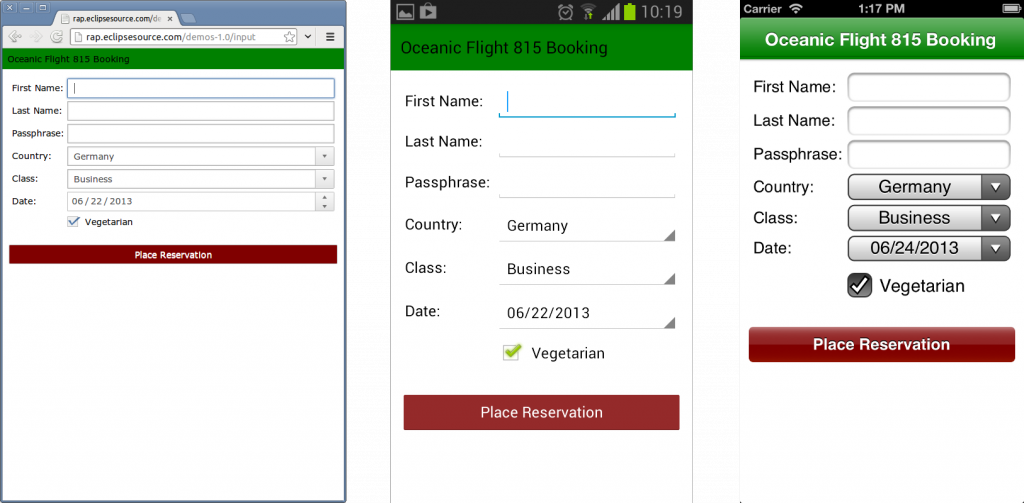 rap.eclipsesource.com/de
rap.eclipsesource.com/demos-1.0/input
Oceanic Flight 815 Booking
First Name:
Last Name:
Passphrase:
Country: Germany
Class: Business
Date: 06 / 22 / 2013
Vegetarian
Place Reservation
10:19
Oceanic Flight 815 Booking
First Name:
Last Name:
Passphrase:
Country: Germany
Class: Business
Date: 06/22/2013
Vegetarian
Place Reservation
Carrier 1:17 PM
Oceanic Flight 815 Booking
First Name:
Last Name:
Passphrase:
Country: Germany
Class: Business
Date: 06/24/2013
Vegetarian
Place Reservation